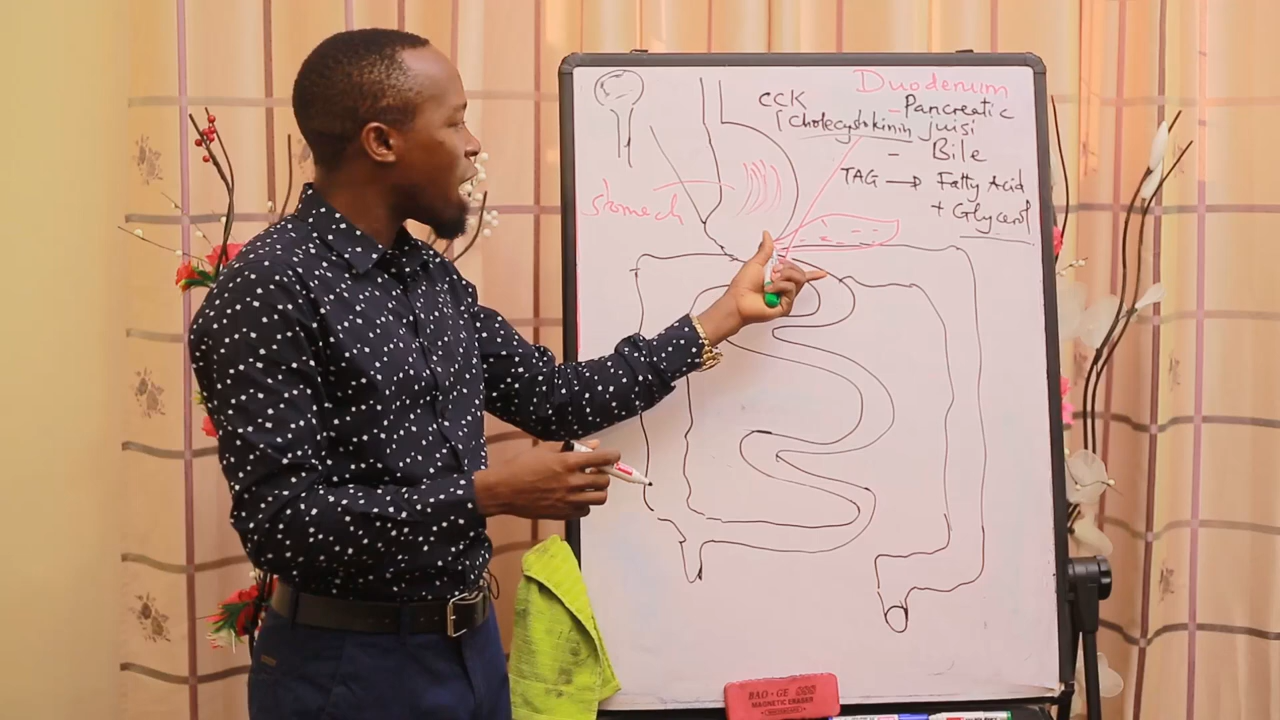 Duodenum
CCK
- Pancreatic
[Cholecystokinin juisi
- Bile
TAG → Fatty Acid
+ Glycerol
stomach
BAO·GE
MAGNETIC ERASER